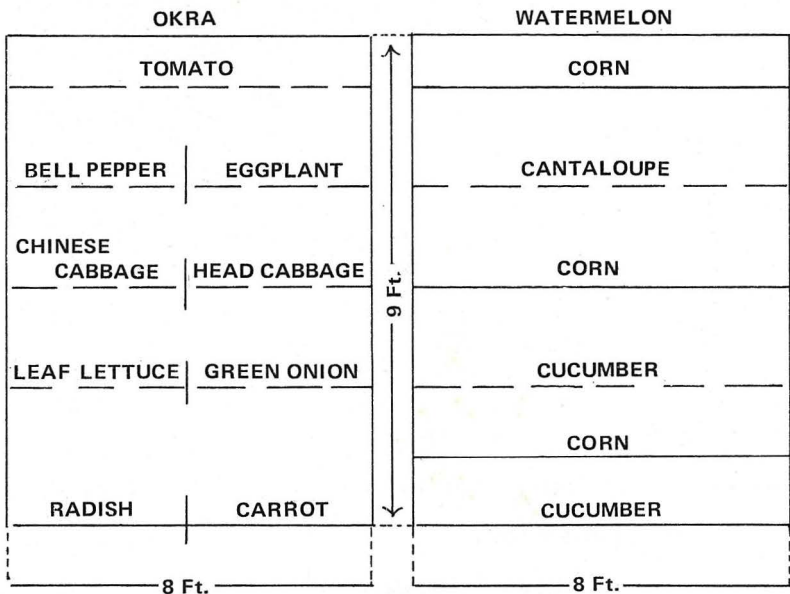 OKRA
TOMATO
BELL PEPPER
EGGPLANT
CHINESE
CABBAGE
HEAD CABBAGE
LEAF LETTUCE
GREEN ONION
RADISH
CARROT
8 Ft.
9 Ft.
WATERMELON
CORN
CANTALOUPE
CORN
CUCUMBER
CORN
CUCUMBER
8 Ft.